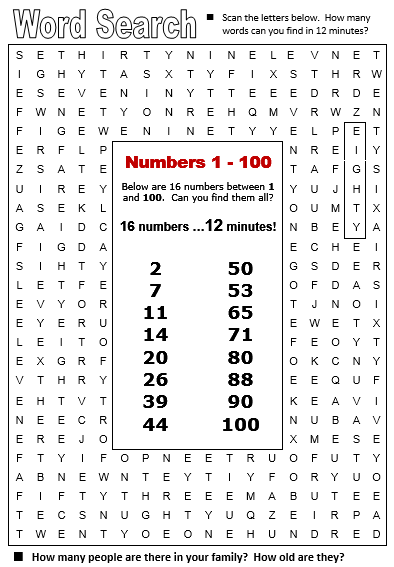 Word Search
■ Scan the letters below. How many
words can you find in 12 minutes?
S E T H I R T Y N I N E L E V N E T
I G H Y T A S X T Y F I X S T H R W
E S E V E N I N Y T T E E E D R D E
F W N E T Y O N R E H Q M V R W Z N
F I G E W E N I N E T Y Y E L P E T
E R F L P N R E I Y
Z S A T E T A F G S
U I R E Y Y U J H I
A S E K L O U M T X
G A I D C N B E Y T
F I G D A E C H E I
S I H T Y G S D E R
L E T F E O F D A S
E V Y O R T J N O I
E Y E R U E W E T X
L E I T O F E O Y T
E X G R F O K C N Y
V T H R Y E E Q U F
E H T V T K E A V I
N E E C R N U B A V
E R E J O X M E S E
F T Y I F O P N E E T R U O F U T Y
A B N E W N T E Y T I Y F O R Y U O
F I F T Y T H R E E E M A B U T E E
T E C S N U G H T Y U Q Z E I R P A
T W E N T Y O E O N E H U N D R E D
Numbers 1 - 100
Below are 16 numbers between 1
and 100. Can you find them all?
16 numbers ...12 minutes!
2 50
7 53
11 65
14 71
20 80
26 88
39 90
44 100
■ How many people are there in your family? How old are they?